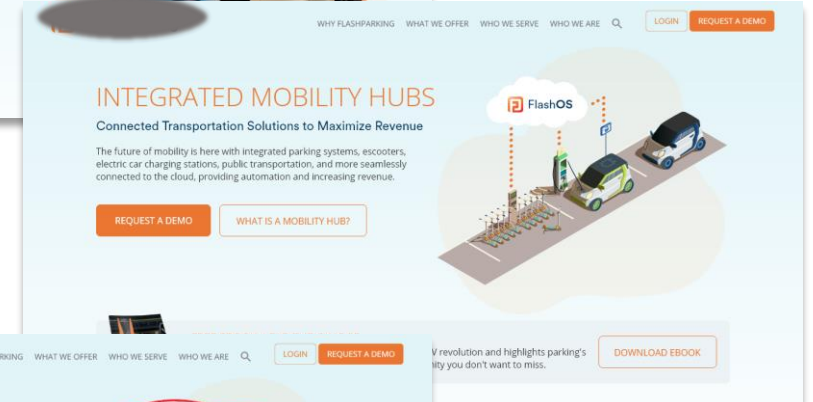 WHY FLASHPARKING WHAT WE OFFER WHO WE SERVE WHO WE ARE LOGIN REQUEST A DEMO
INTEGRATED MOBILITY HUBS
Connected Transportation Solutions to Maximize Revenue
The future of mobility is here with integrated parking systems, escooters,
electric car charging stations, public transportation, and more seamlessly
connected to the cloud, providing automation and increasing revenue.
REQUEST A DEMO WHAT IS A MOBILITY HUB?
FlashOS
revolution and highlights parking's
you don't want to miss.
DOWNLOAD EBOOK
WHAT WE OFFER WHO WE SERVE WHO WE ARE LOGIN REQUEST A DEMO